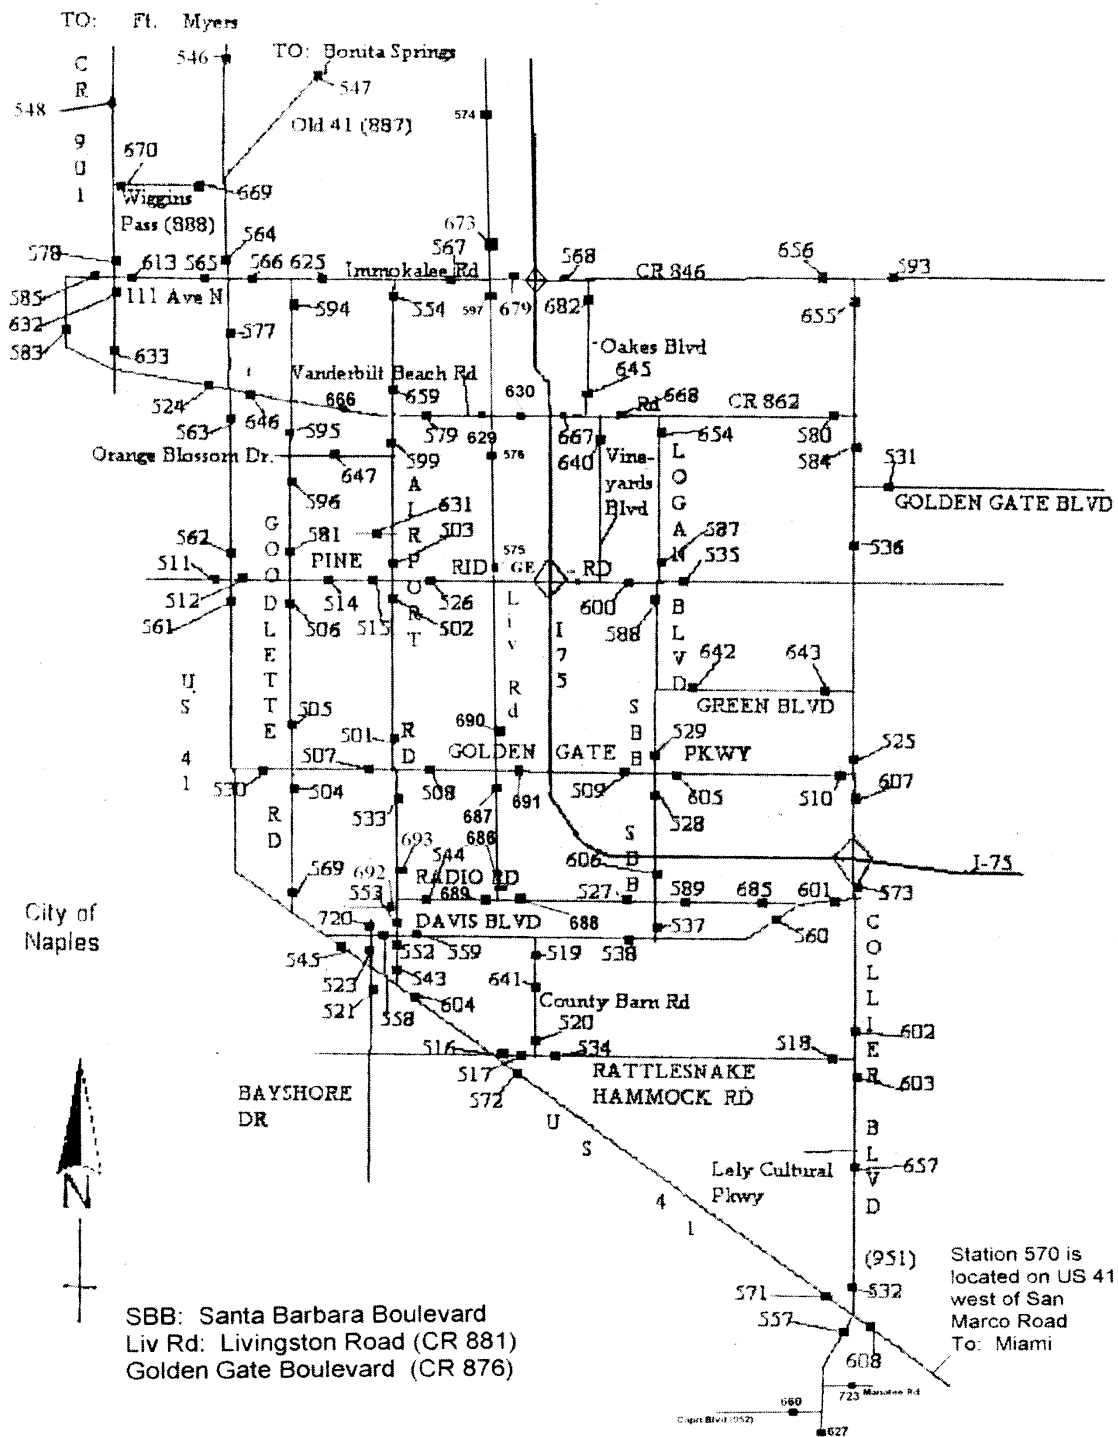 TO: Ft. Myers
546
TO: Bonita Springs
547
CR 901
548
574
Old 41 (887)
670
669
Wiggins
Pass (888)
673
578
564
567
568
656
613
565
566
625
Immokalee Rd
CR 846
593
585
111 Ave N
594
554
597
679
682
655
632
577
583
633
Oakes Blvd
Vanderbilt Beach Rd
645
524
646
666
659
630
668
Rd
CR 862
563
595
579
629
667
654
580
599
576
640
584
Orange Blossom Dr.
647
Vine-
yards
Blvd
531
GOLDEN GATE BLVD
596
631
503
LOGAN BLVD
562
581
587
536
511
PINE RIDGE RD
575
535
512
514
515
526
600
561
506
502
588
GOODLETTE RD
AIRPORT RD
Liv Rd
I 75
642
643
US 41
GREEN BLVD
505
690
SBB
529
501
525
507
GOLDEN GATE PKWY
530
504
508
691
509
605
510
607
533
687
528
693
544
686
SBB
606
I-75
569
692
RADIO RD
553
689
527
589
685
601
573
City of
Naples
720
DAVIS BLVD
688
537
560
545
552
559
519
538
523
543
641
521
558
604
County Barn Rd
COLLIER BLVD
516
520
534
518
602
517
RATTLESNAKE
HAMMOCK RD
603
572
BAYSHORE
DR
US 41
N
Lely Cultural
Pkwy
657
(951)
571
532
Station 570 is
located on US 41
west of San
Marco Road
To: Miami
557
608
SBB: Santa Barbara Boulevard
Liv Rd: Livingston Road (CR 881)
Golden Gate Boulevard (CR 876)
723
Manatee Rd
660
Capri Blvd (952)
627